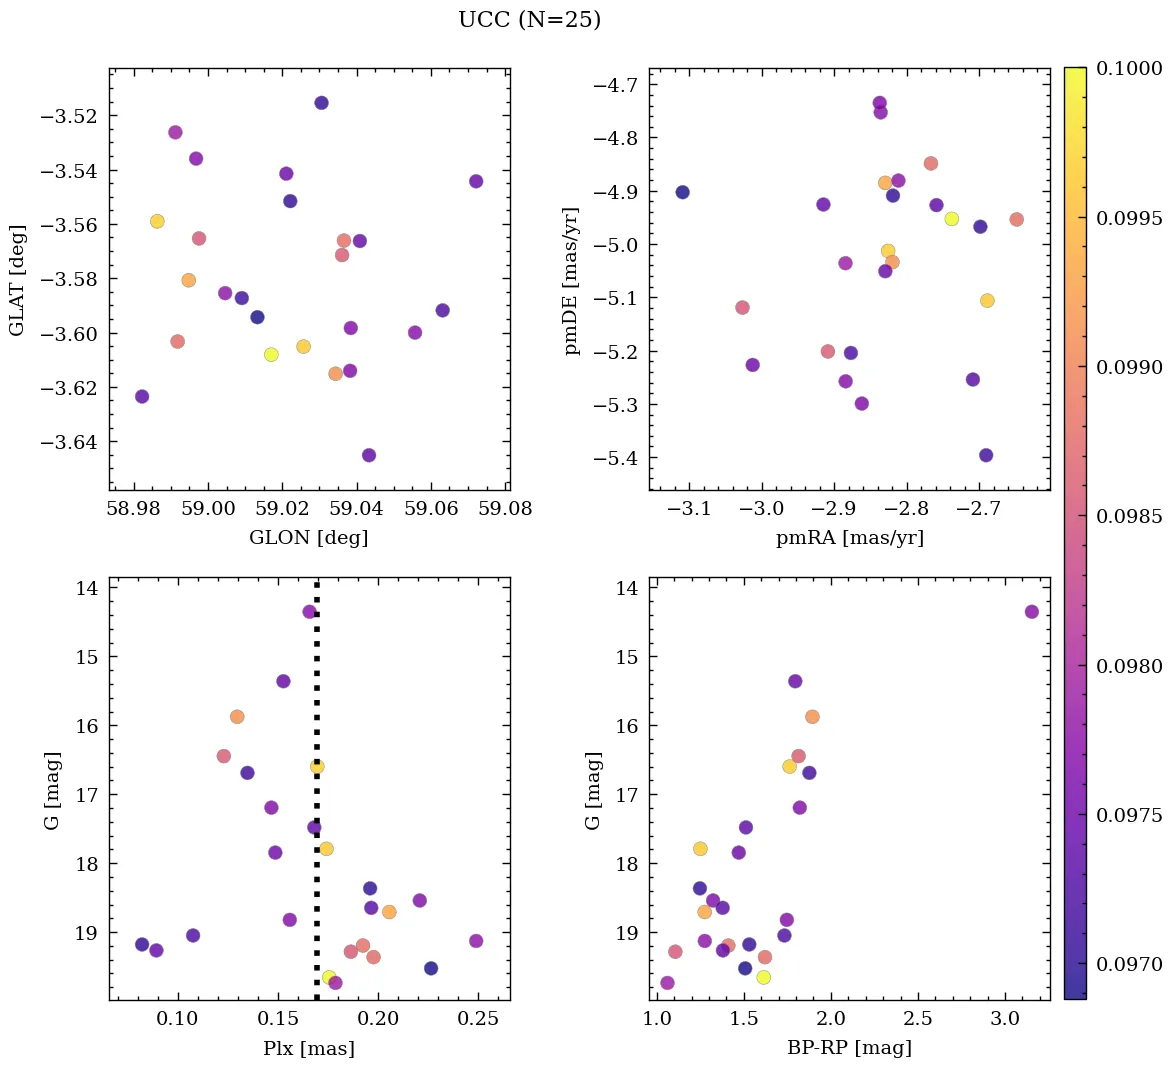 UCC (N=25)
−3.52
−3.54
−3.56
−3.58
−3.60
−3.62
−3.64
GLAT [deg]
58.98 59.00 59.02 59.04 59.06 59.08
GLON [deg]
−4.7
−4.8
−4.9
−5.0
−5.1
−5.2
−5.3
−5.4
pmDE [mas/yr]
−3.1 −3.0 −2.9 −2.8 −2.7
pmRA [mas/yr]
14
15
16
17
18
19
G [mag]
0.10 0.15 0.20 0.25
Plx [mas]
14
15
16
17
18
19
G [mag]
1.0 1.5 2.0 2.5 3.0
BP-RP [mag]
0.1000
0.0995
0.0990
0.0985
0.0980
0.0975
0.0970